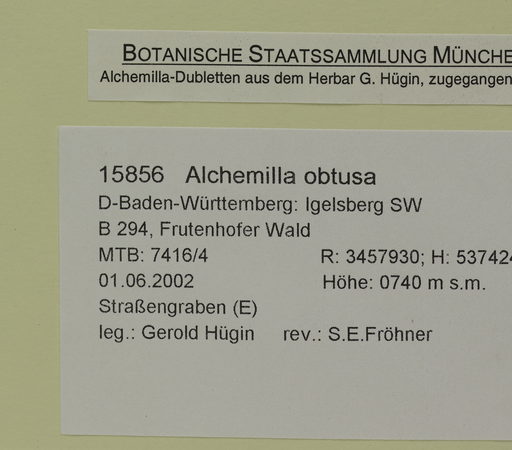 BOTANISCHE STAATSSAMMLUNG MÜNCHE
Alchemilla-Dubletten aus dem Herbar G. Hügin, zugegangen
15856 Alchemilla obtusa
D-Baden-Württemberg: Igelsberg SW
B 294, Frutenhofer Wald
MTB: 7416/4 R: 3457930; H: 537424
01.06.2002 Höhe: 0740 m s.m.
Straßengraben (E)
leg.: Gerold Hügin rev.: S.E.Fröhner